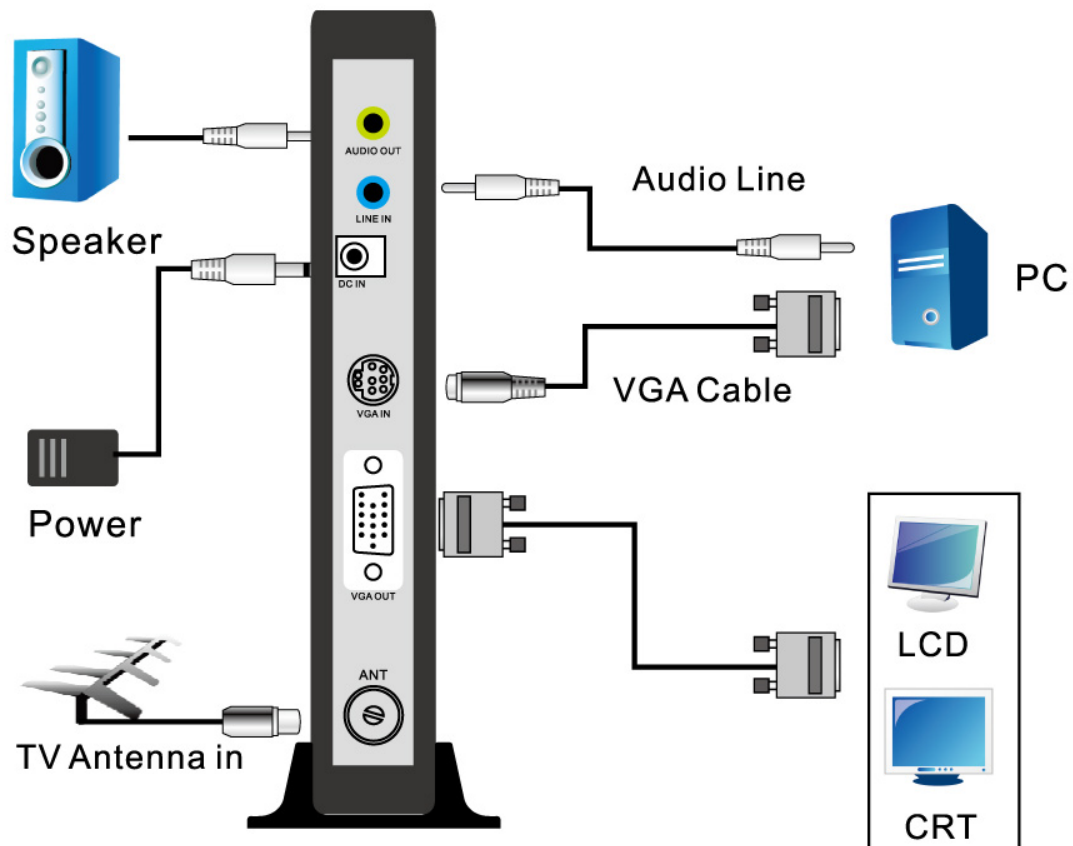 AUDIO OUT
Audio Line
LINE IN
Speaker
PC
DC IN
VGA Cable
VGA IN
Power
VGA OUT
LCD
ANT
TV Antenna in
CRT